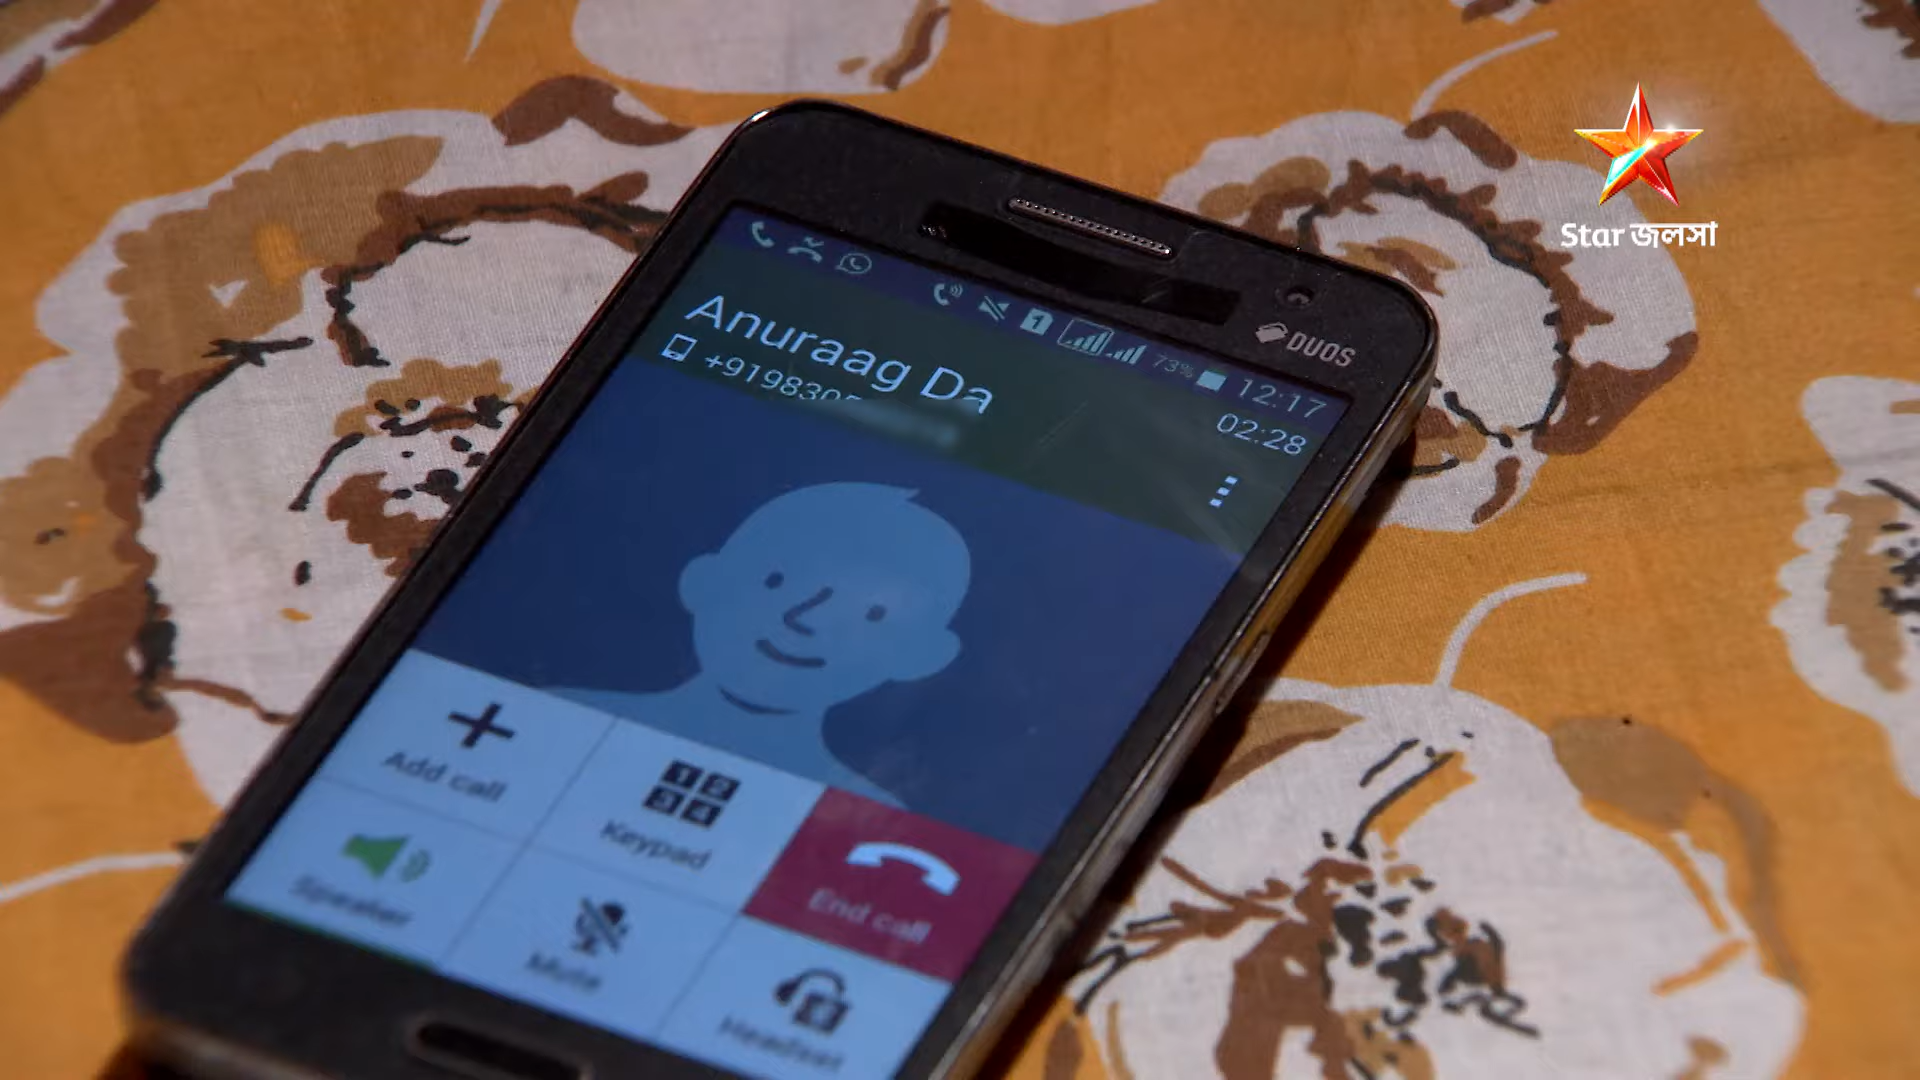 Star জলসা
DUOS
1
73%
12:17
Anuraag Da
02:28
Add call
Keypad
1 2
3 4
End call
Speaker
Mute
Headset